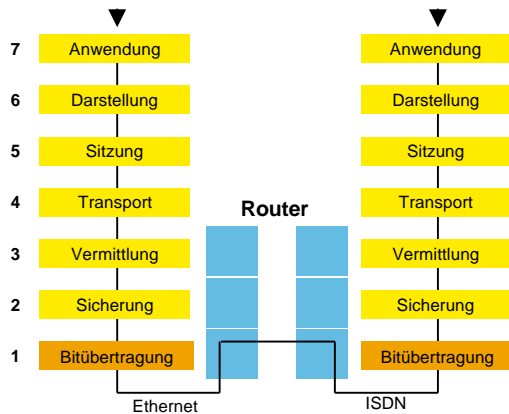 7 Anwendung Anwendung
6 Darstellung Darstellung
5 Sitzung Sitzung
4 Transport Transport
Router
3 Vermittlung Vermittlung
2 Sicherung Sicherung
1 Bitübertragung Bitübertragung
Ethernet ISDN